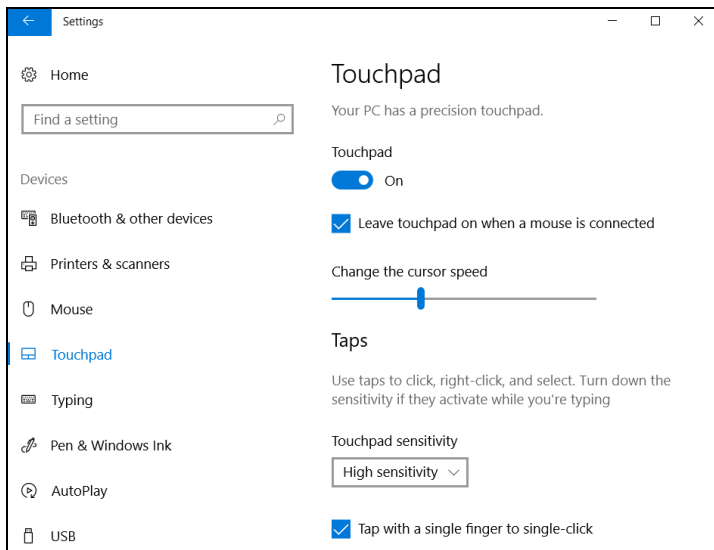 Settings
Home
Find a setting
Devices
Bluetooth & other devices
Printers & scanners
Mouse
Touchpad
Typing
Pen & Windows Ink
AutoPlay
USB
Touchpad
Your PC has a precision touchpad.
Touchpad
On
Leave touchpad on when a mouse is connected
Change the cursor speed
Taps
Use taps to click, right-click, and select. Turn down the
sensitivity if they activate while you're typing
Touchpad sensitivity
High sensitivity
Tap with a single finger to single-click